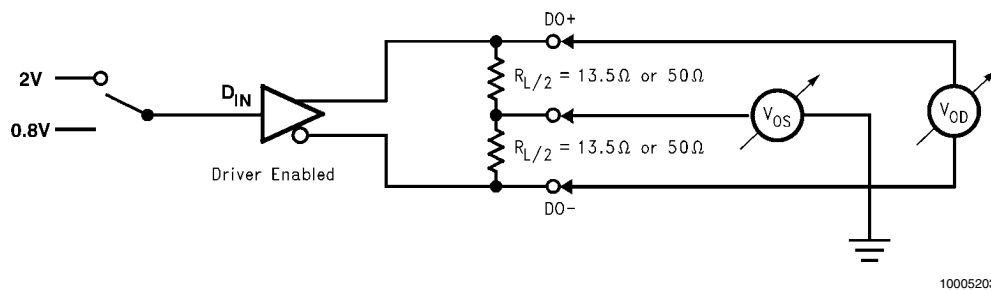 DO+
2V
0.8V
DIN
Driver Enabled
RL/2 = 13.5Ω or 50Ω
RL/2 = 13.5Ω or 50Ω
VOS
VOD
DO-
10005203